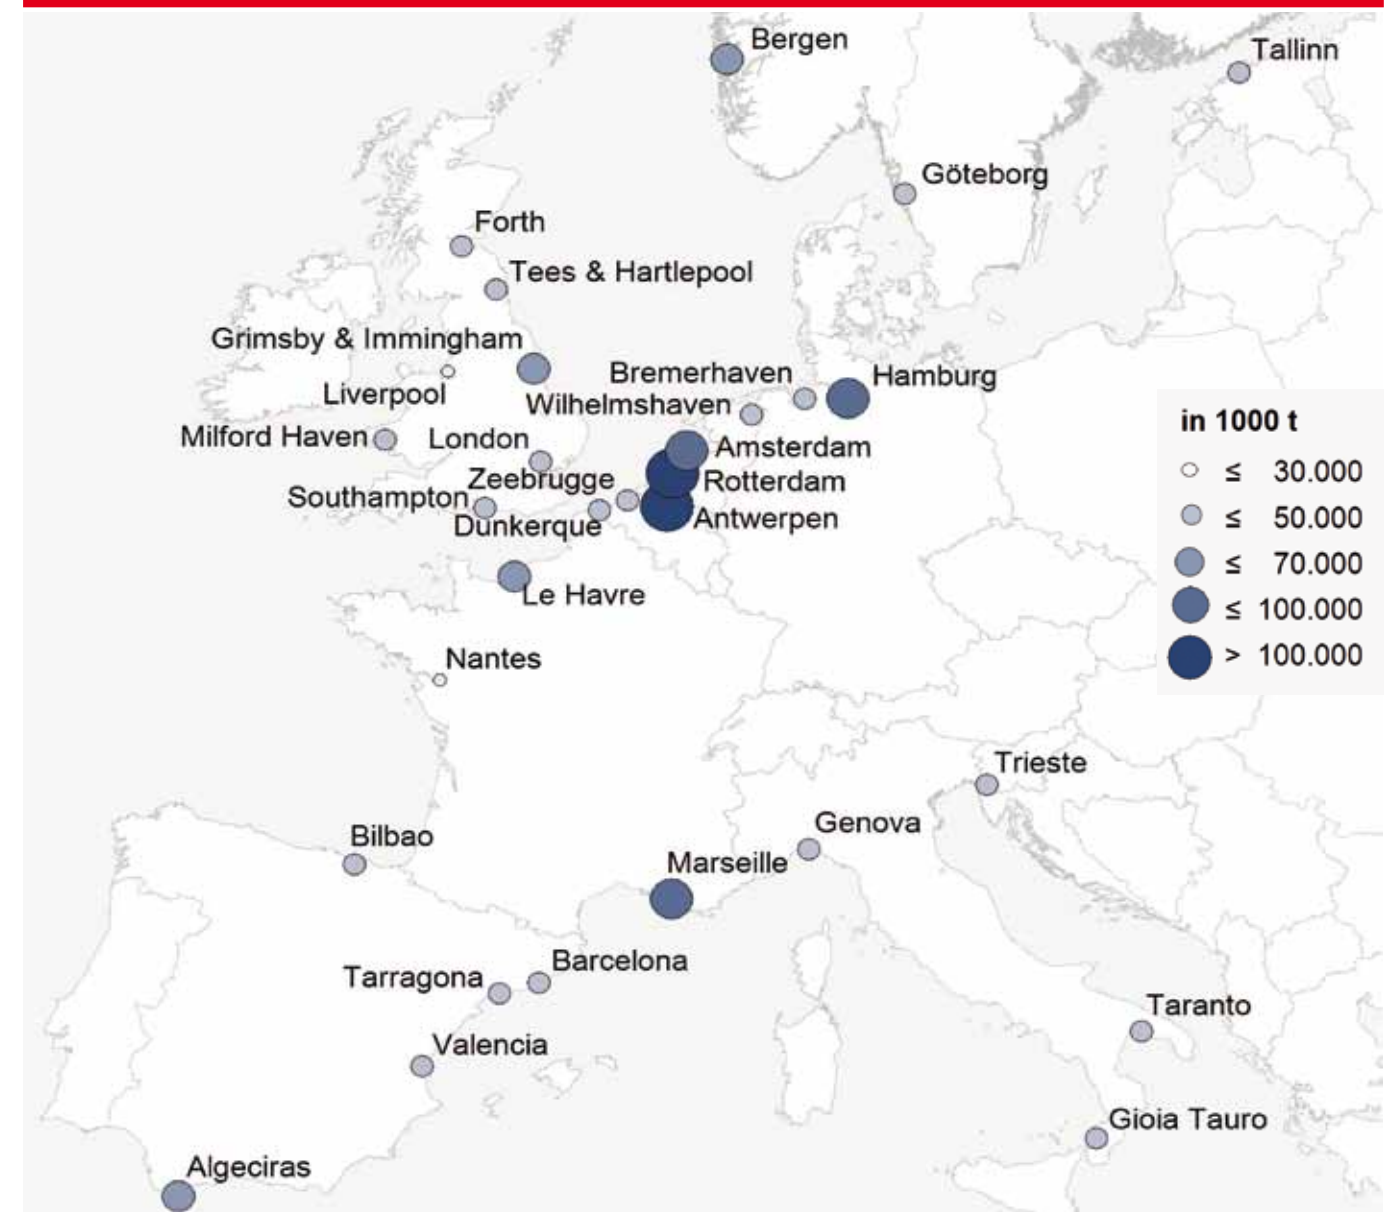 Bergen
Tallinn
Göteborg
Forth
Tees & Hartlepool
Grimsby & Immingham
Liverpool
Bremerhaven
Hamburg
Wilhelmshaven
Milford Haven
London
Amsterdam
Zeebrugge
Rotterdam
Southampton
Dunkerque
Antwerpen
Le Havre
Nantes
in 1000 t
≤ 30.000
≤ 50.000
≤ 70.000
≤ 100.000
> 100.000
Trieste
Genova
Bilbao
Marseille
Barcelona
Tarragona
Taranto
Valencia
Gioia Tauro
Algeciras